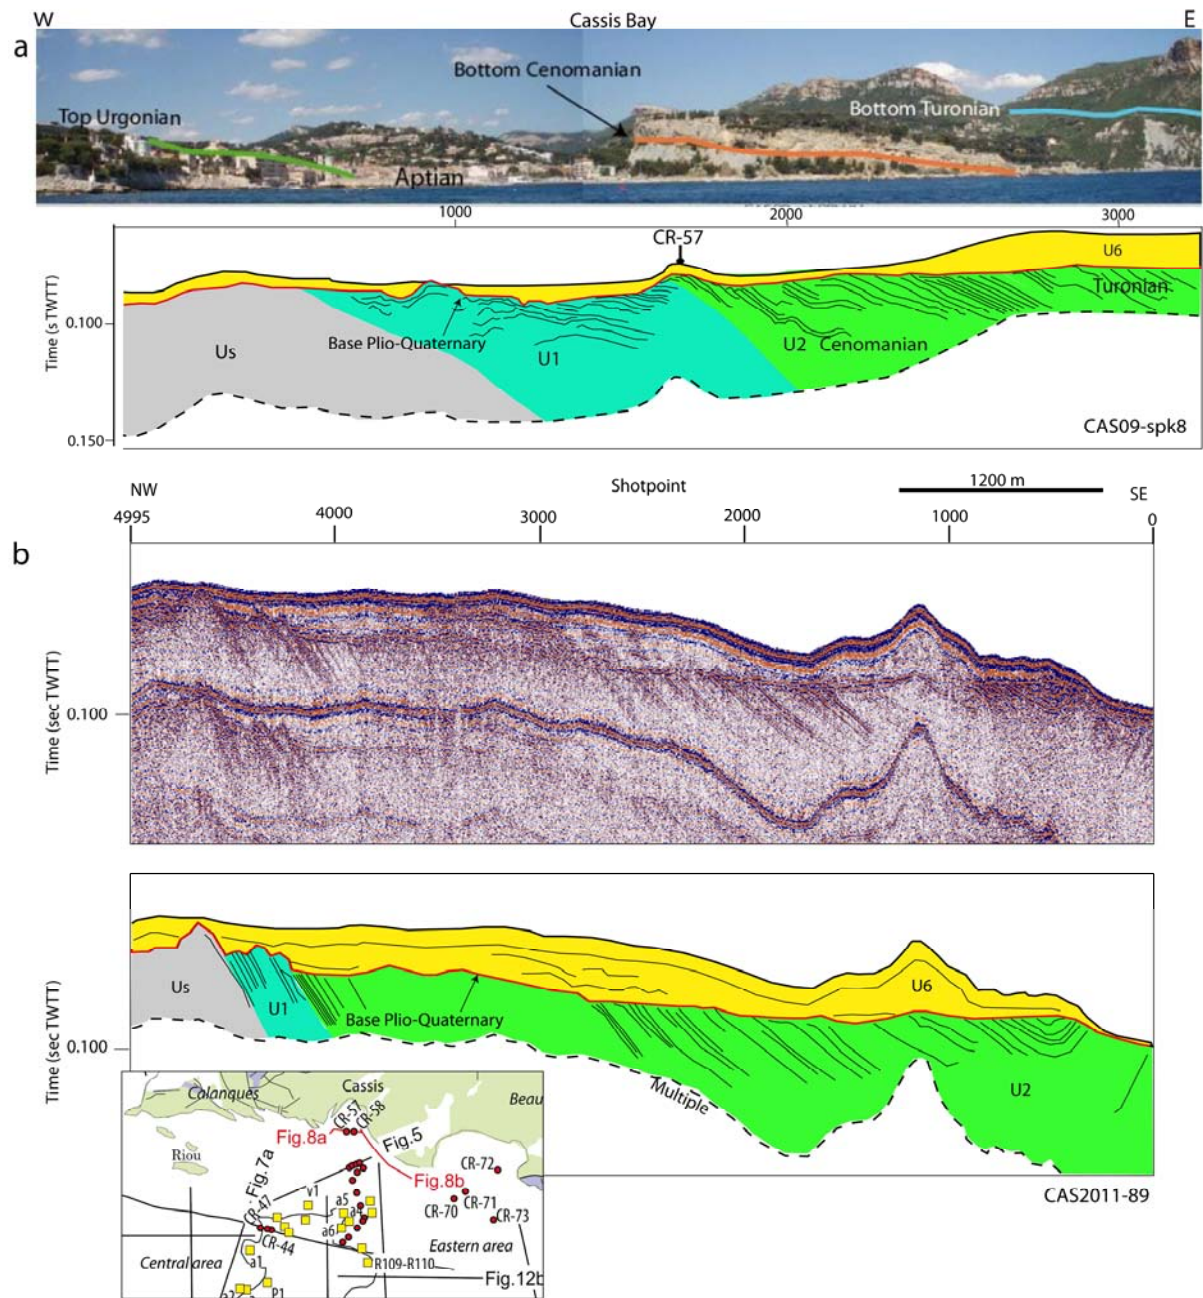 W
Cassis Bay
E
a
Bottom Cenomanian
Top Urgonian
Bottom Turonian
Aptian
1000
2000
3000
CR-57
U6
Turonian
Time (s TWTT)
0.100
Base Plio-Quaternary
Us
U1
U2 Cenomanian
0.150
CAS09-spk8
NW
Shotpoint
1200 m
SE
4995
4000
3000
2000
1000
0
b
Time (sec TWTT)
0.100
Us
U1
Base Plio-Quaternary
U6
Time (sec TWTT)
0.100
Multiple
U2
CAS2011-89
Calanques
Cassis
Beau
CR-57
CR-58
Fig.8a
Fig.5
Riou
Fig.7a
Fig.8b
CR-72
CR-47
v1
a5
CR-71
a4
CR-70
CR-73
a6
CR-44
Eastern area
Central area
a1
R109-R110
Fig.12b
a2
P1